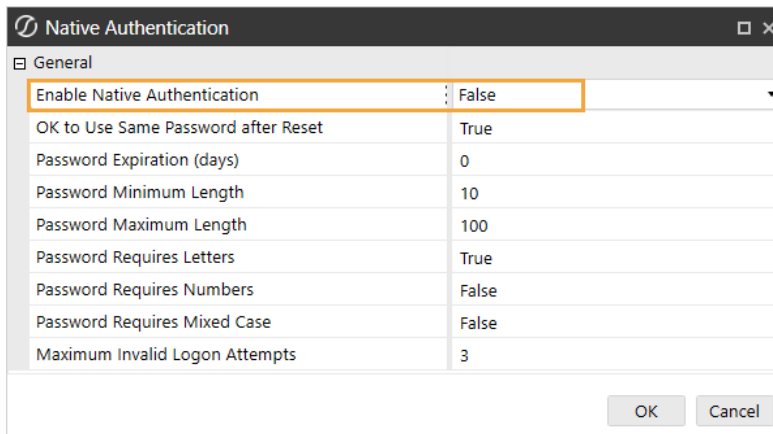 Native Authentication
General
Enable Native Authentication False
OK to Use Same Password after Reset True
Password Expiration (days) 0
Password Minimum Length 10
Password Maximum Length 100
Password Requires Letters True
Password Requires Numbers False
Password Requires Mixed Case False
Maximum Invalid Logon Attempts 3
OK Cancel